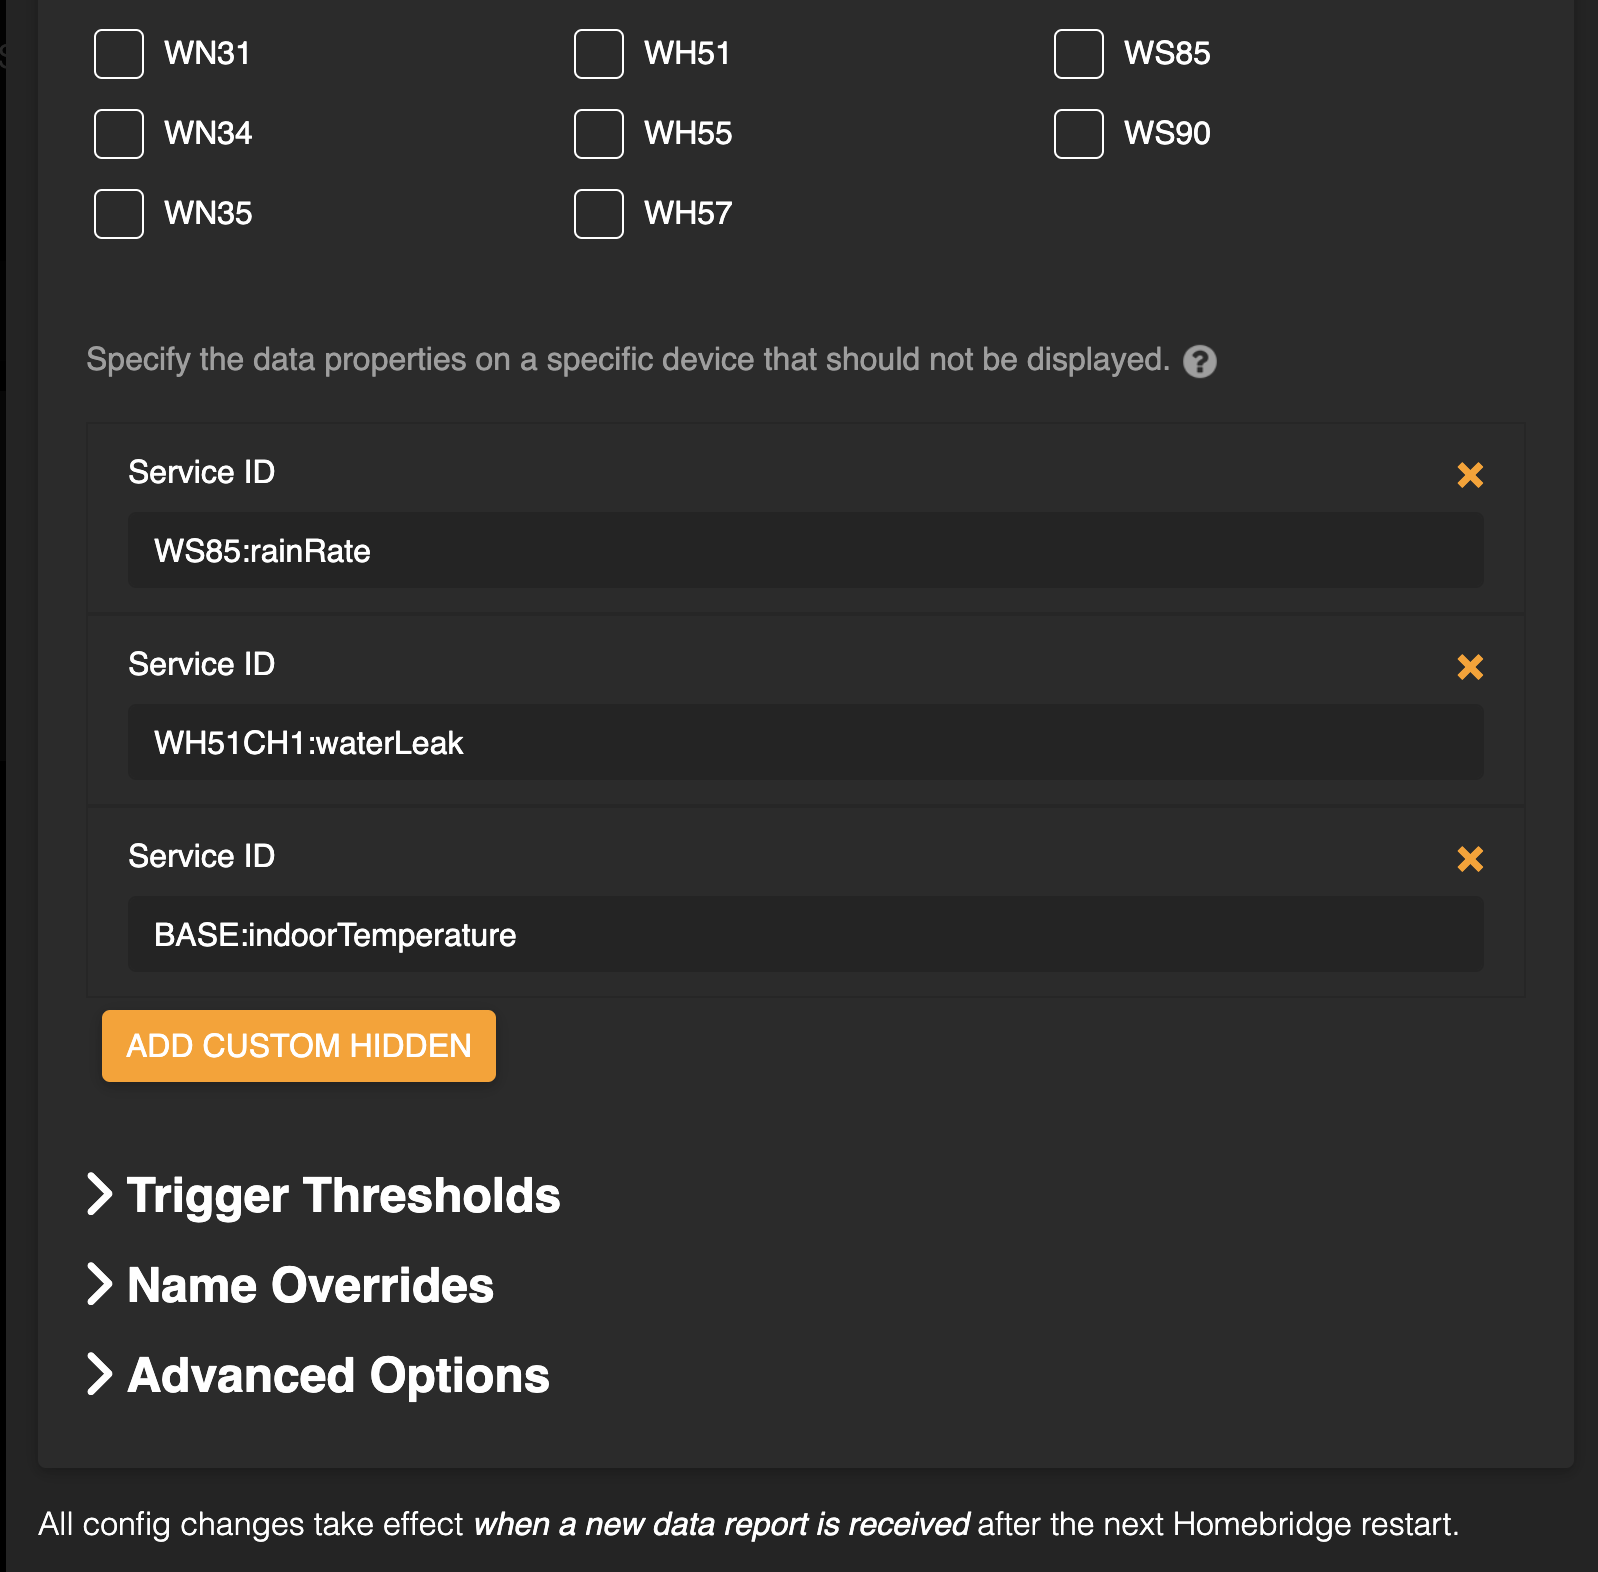 WN31
WH51
WS85
WN34
WH55
WS90
WN35
WH57
Specify the data properties on a specific device that should not be displayed. ?
Service ID
WS85:rainRate
Service ID
WH51CH1:waterLeak
Service ID
BASE:indoorTemperature
ADD CUSTOM HIDDEN
Trigger Thresholds
Name Overrides
Advanced Options
All config changes take effect when a new data report is received after the next Homebridge restart.